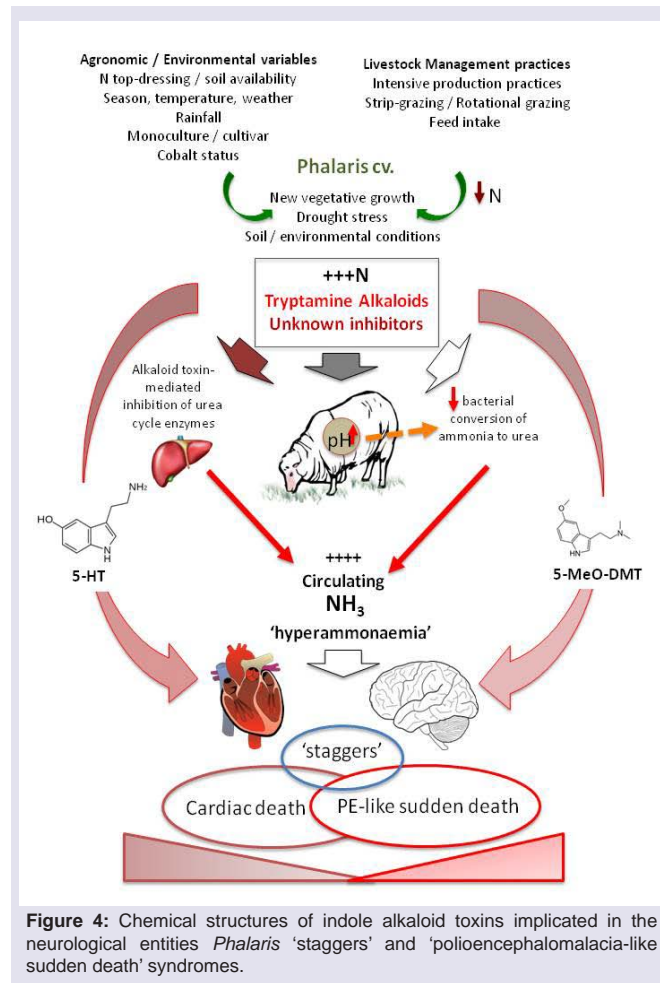 Agronomic / Environmental variables
N top-dressing / soil availability
Season, temperature, weather
Rainfall
Monoculture / cultivar
Cobalt status
Livestock Management practices
Intensive production practices
Strip-grazing / Rotational grazing
Feed intake
Phalaris cv.
New vegetative growth
Drought stress
Soil / environmental conditions
N
+++N
Tryptamine Alkaloids
Unknown inhibitors
Alkaloid toxin-
mediated
inhibition of urea
cycle enzymes
pH
bacterial
conversion of
ammonia to urea
NH₂
HO
N
H
5-HT
O
N
N
H
5-MeO-DMT
++++
Circulating
NH₃
'hyperammonaemia'
'staggers'
Cardiac death
PE-like sudden death
Figure 4: Chemical structures of indole alkaloid toxins implicated in the
neurological entities Phalaris 'staggers' and 'polioencephalomalacia-like
sudden death' syndromes.